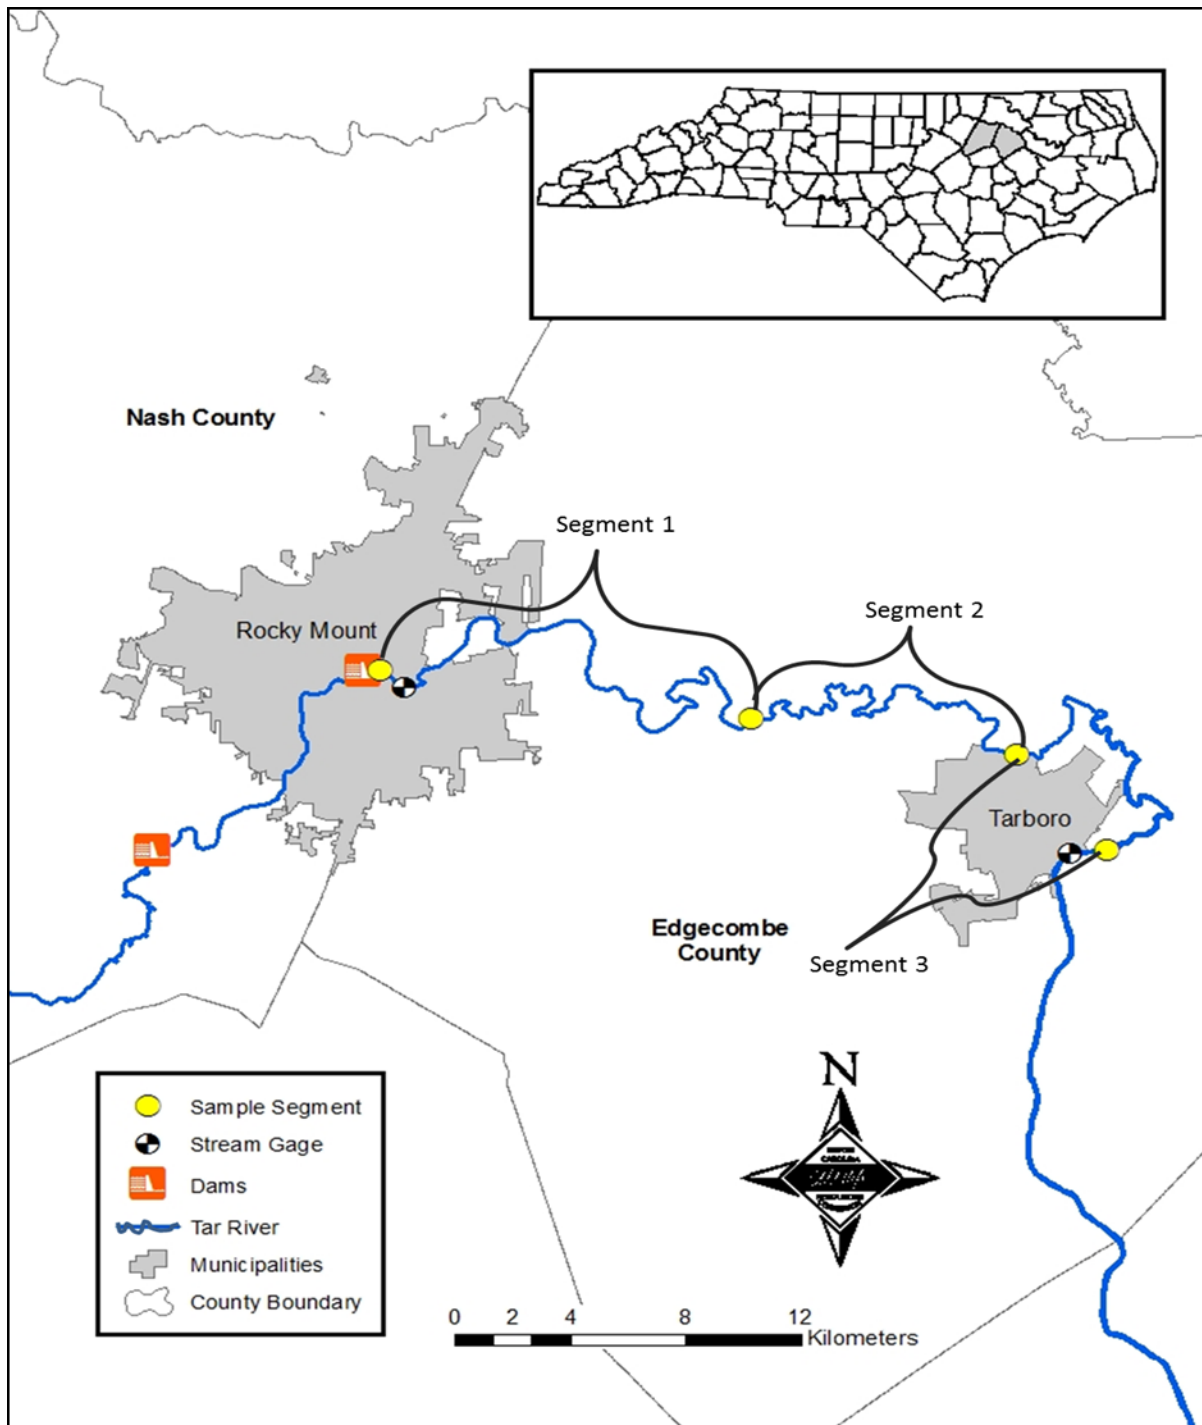 Nash County
Segment 1
Segment 2
Rocky Mount
Tarboro
Edgecombe
County
Segment 3
N
CAROLINA
Sample Segment
Stream Gage
Dams
Tar River
Municipalities
County Boundary
0 2 4 8 12
Kilometers